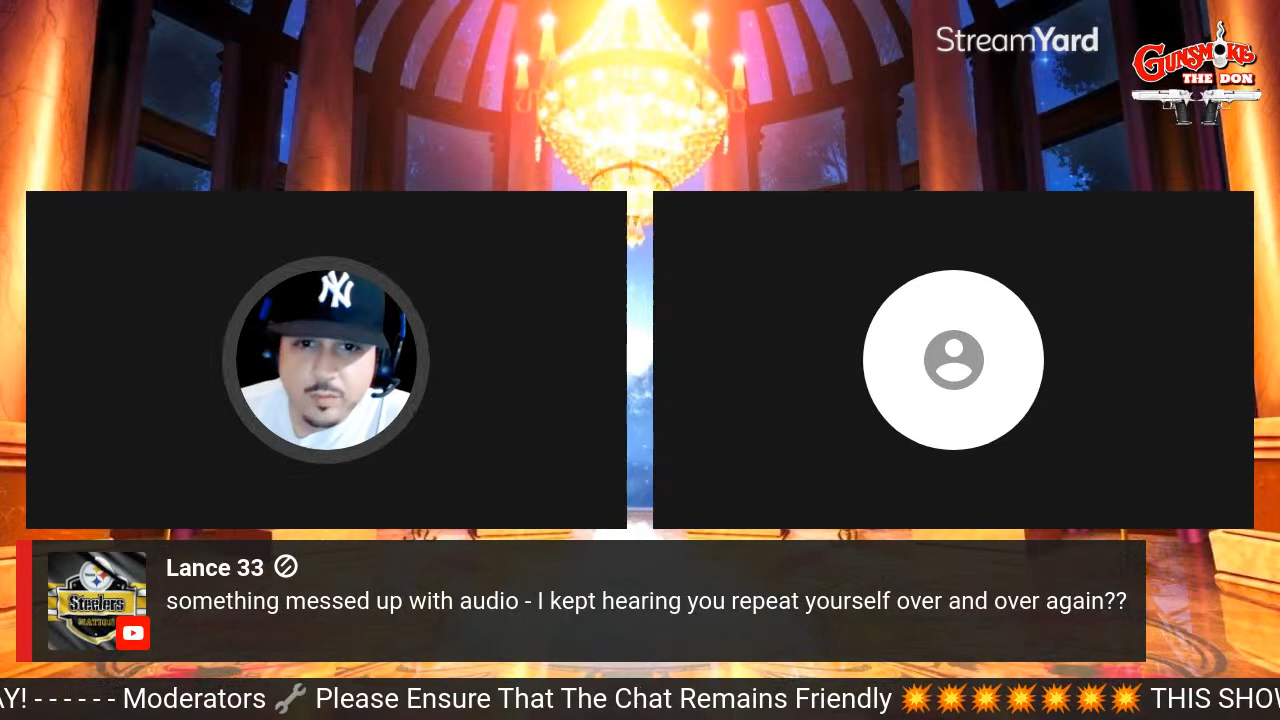 StreamYard
GUNSMOKE
THE DON
NY
Lance 33
Steelers
Steelers
NATION
something messed up with audio - I kept hearing you repeat yourself over and over again??
AY! - - - - - - Moderators 🔧 Please Ensure That The Chat Remains Friendly 💥💥💥💥💥💥💥 THIS SHOW